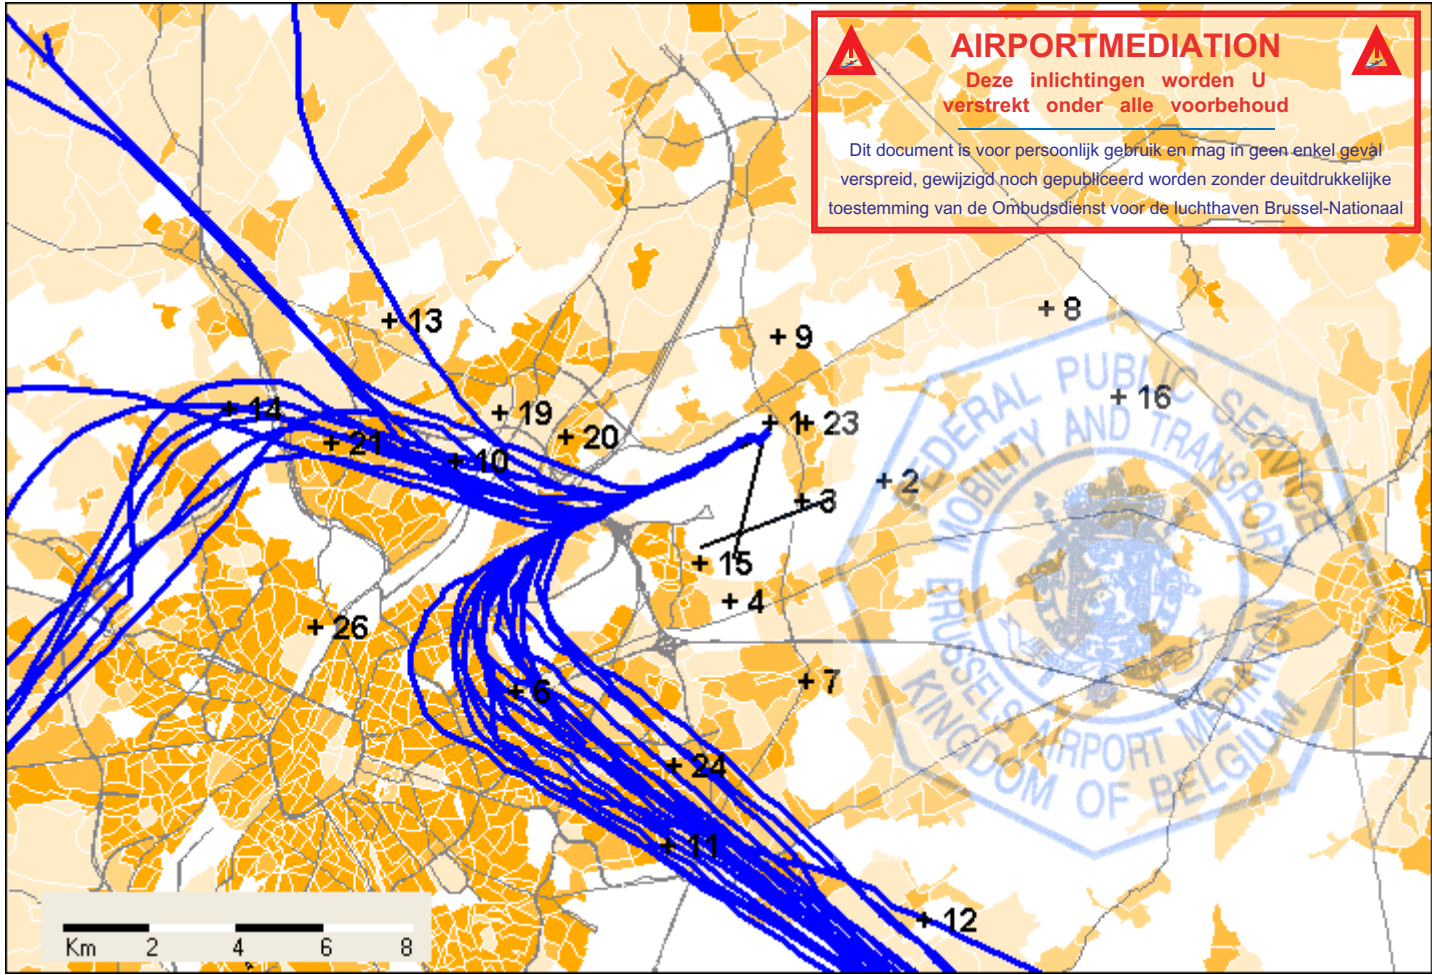 AIRPORTMEDIATION
Deze inlichtingen worden U
verstrekt onder alle voorbehoud
Dit document is voor persoonlijk gebruik en mag in geen enkel geval
verspreid, gewijzigd noch gepubliceerd worden zonder deuitdrukkelijke
toestemming van de Ombudsdienst voor de luchthaven Brussel-Nationaal
8
13
9
16
14
19
1
23
20
21
10
2
3
15
4
26
7
6
24
11
12
FEDERAL PUBLIC SERVICE
MOBILITY AND TRANSPORT
BRUSSELS AIRPORT MEDIATION
KINGDOM OF BELGIUM
Km 2 4 6 8